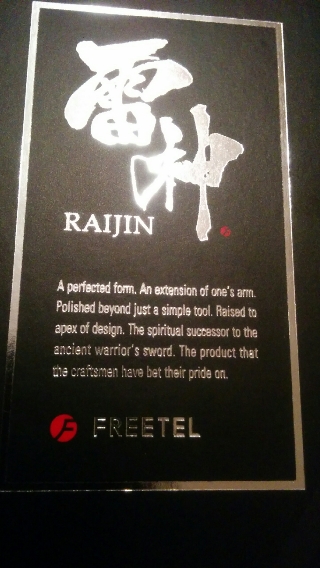 雷神
RAIJIN
A perfected form. An extension of one's arm.
Polished beyond just a simple tool. Raised to
apex of design. The spiritual successor to the
ancient warrior's sword. The product that
the craftsmen have bet their pride on.
FREETEL